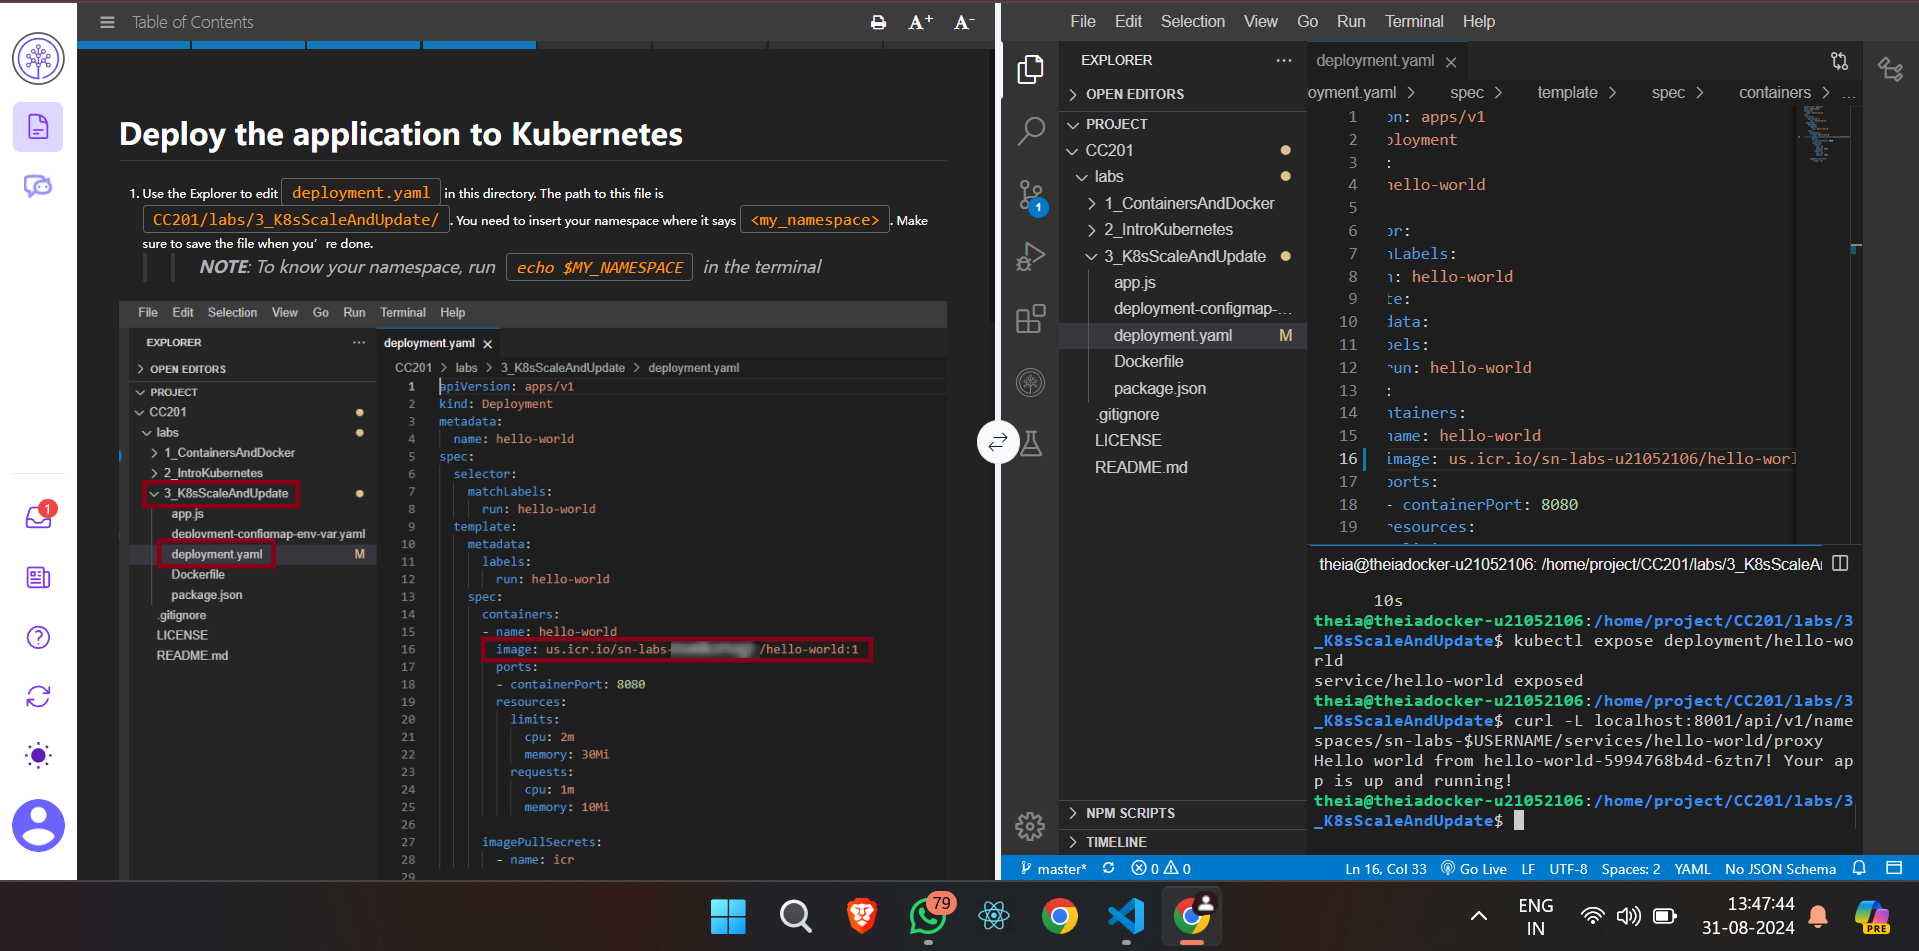 Table of Contents
A+ A-
Deploy the application to Kubernetes
1. Use the Explorer to edit deployment.yaml in this directory. The path to this file is
CC201/labs/3_K8sScaleAndUpdate/ . You need to insert your namespace where it says <my_namespace> . Make
sure to save the file when you’re done.
NOTE: To know your namespace, run echo $MY_NAMESPACE in the terminal
File Edit Selection View Go Run Terminal Help
EXPLORER ···
OPEN EDITORS
PROJECT
CC201
labs
1_ContainersAndDocker
2_IntroKubernetes
3_K8sScaleAndUpdate
app.js
deployment-configmap-env-var.yaml
deployment.yaml M
Dockerfile
package.json
.gitignore
LICENSE
README.md
deployment.yaml
CC201 > labs > 3_K8sScaleAndUpdate > deployment.yaml
1 apiVersion: apps/v1
2 kind: Deployment
3 metadata:
4 name: hello-world
5 spec:
6 selector:
7 matchLabels:
8 run: hello-world
9 template:
10 metadata:
11 labels:
12 run: hello-world
13 spec:
14 containers:
15 - name: hello-world
16 image: us.icr.io/sn-labs- /hello-world:1
17 ports:
18 - containerPort: 8080
19 resources:
20 limits:
21 cpu: 2m
22 memory: 30Mi
23 requests:
24 cpu: 1m
25 memory: 10Mi
26
27 imagePullSecrets:
28 - name: icr
29
1
File Edit Selection View Go Run Terminal Help
EXPLORER ···
OPEN EDITORS
PROJECT
CC201
labs
1_ContainersAndDocker
2_IntroKubernetes
3_K8sScaleAndUpdate
app.js
deployment-configmap-...
deployment.yaml M
Dockerfile
package.json
.gitignore
LICENSE
README.md
NPM SCRIPTS
TIMELINE
1
deployment.yaml
oyment.yaml > spec > template > spec > containers > ...
1 on: apps/v1
2 ployment
3 :
4 hello-world
5
6 or:
7 hLabels:
8 n: hello-world
9 te:
10 data:
11 bels:
12 run: hello-world
13 :
14 ntainers:
15 name: hello-world
16 image: us.icr.io/sn-labs-u21052106/hello-worl
17 ports:
18 - containerPort: 8080
19 resources:
theia@theiadocker-u21052106: /home/project/CC201/labs/3_K8sScaleAr
10s
theia@theiadocker-u21052106:/home/project/CC201/labs/3
_K8sScaleAndUpdate$ kubectl expose deployment/hello-wo
rld
service/hello-world exposed
theia@theiadocker-u21052106:/home/project/CC201/labs/3
_K8sScaleAndUpdate$ curl -L localhost:8001/api/v1/name
spaces/sn-labs-$USERNAME/services/hello-world/proxy
Hello world from hello-world-5994768b4d-6ztn7! Your ap
p is up and running!
theia@theiadocker-u21052106:/home/project/CC201/labs/3
_K8sScaleAndUpdate$
master* 0 0 Ln 16, Col 33 Go Live LF UTF-8 Spaces: 2 YAML No JSON Schema
79
ENG
IN
13:47:44
31-08-2024
PRE